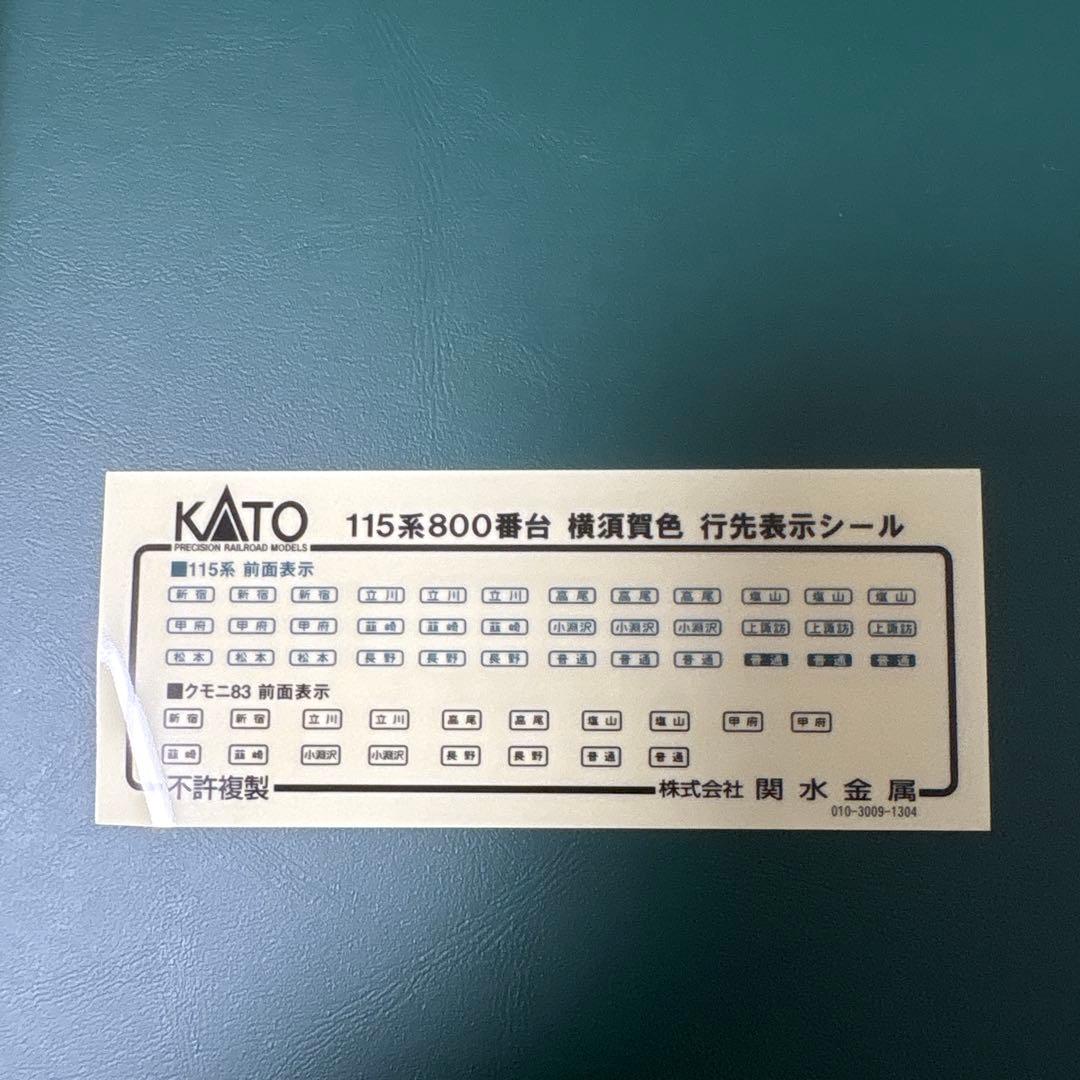 KATO 115系800番台 横須賀色 行先表示シール
PRECISION RAILROAD MODELS
■115系 前面表示
新宿 新宿 新宿 立川 立川 立川 高尾 高尾 高尾 塩山 塩山 塩山
甲府 甲府 甲府 韮崎 韮崎 韮崎 小淵沢 小淵沢 小淵沢 上諏訪 上諏訪 上諏訪
松本 松本 松本 長野 長野 長野 普通 普通 普通 普通 普通 普通
■クモニ83 前面表示
新宿 新宿 立川 立川 高尾 高尾 塩山 塩山 甲府 甲府
韮崎 韮崎 小淵沢 小淵沢 長野 長野 普通 普通
不許複製 株式会社 関水金属
010-3009-1304